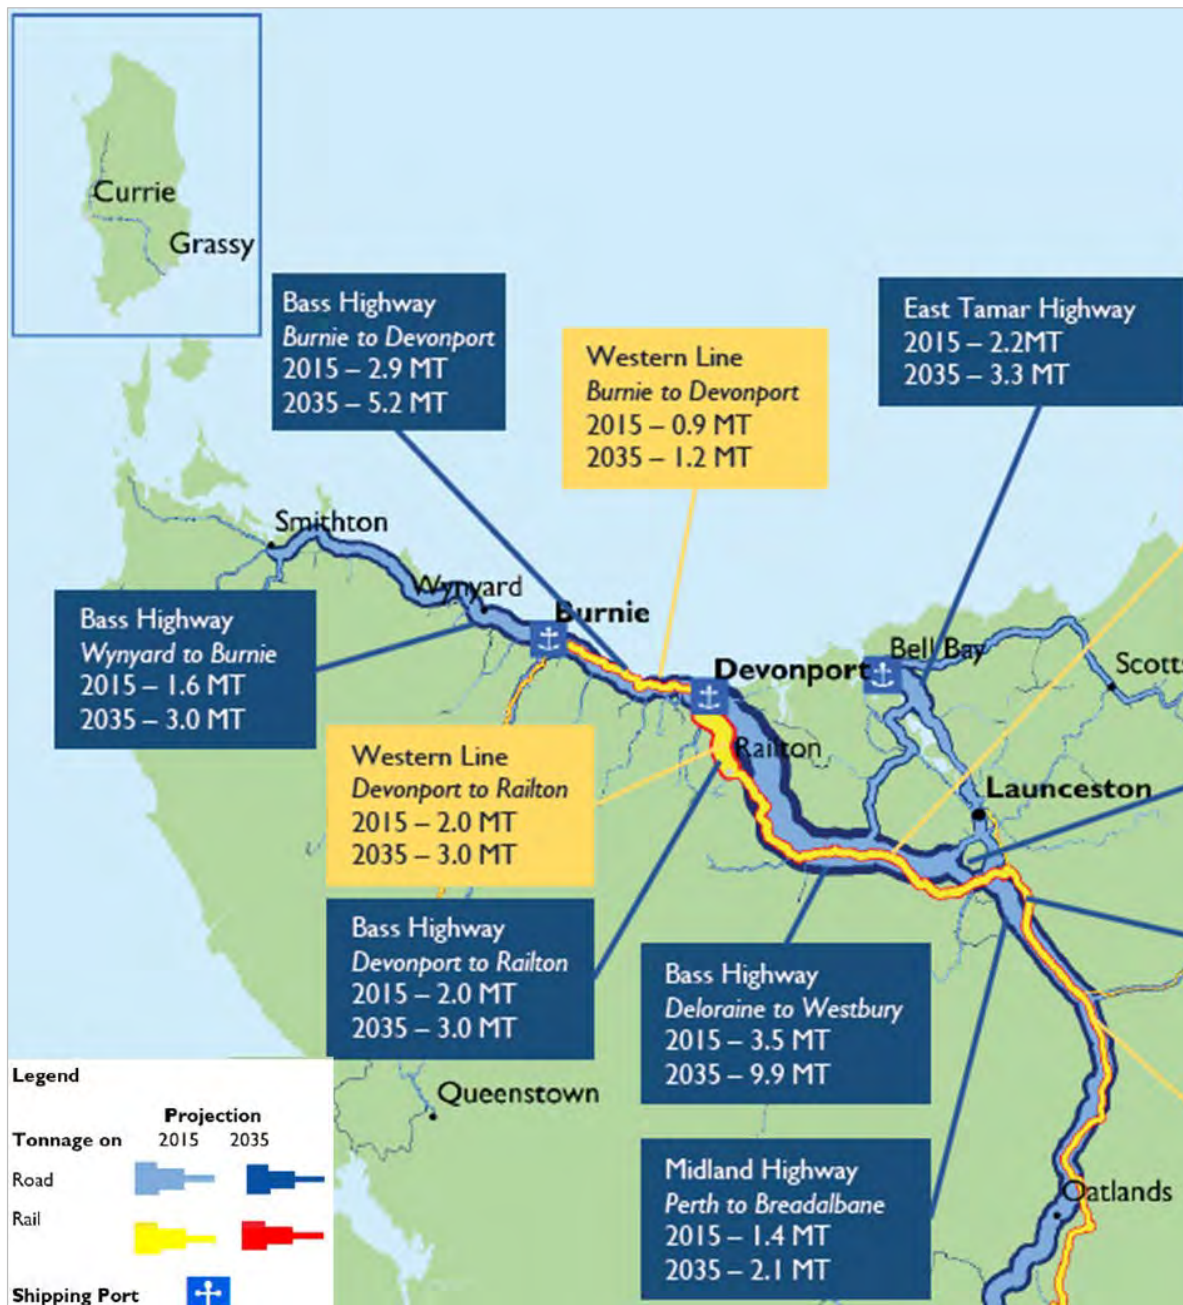 Currie
Grassy
Bass Highway
Burnie to Devonport
2015 – 2.9 MT
2035 – 5.2 MT
Western Line
Burnie to Devonport
2015 – 0.9 MT
2035 – 1.2 MT
East Tamar Highway
2015 – 2.2MT
2035 – 3.3 MT
Smithton
Wynyard
Burnie
Bass Highway
Wynyard to Burnie
2015 – 1.6 MT
2035 – 3.0 MT
Bell Bay
Devonport
Scotts
Railton
Launceston
Western Line
Devonport to Railton
2015 – 2.0 MT
2035 – 3.0 MT
Bass Highway
Devonport to Railton
2015 – 2.0 MT
2035 – 3.0 MT
Bass Highway
Deloraine to Westbury
2015 – 3.5 MT
2035 – 9.9 MT
Queenstown
Midland Highway
Perth to Breadalbane
2015 – 1.4 MT
2035 – 2.1 MT
Oatlands
Legend
Projection
Tonnage on 2015 2035
Road
Rail
Shipping Port